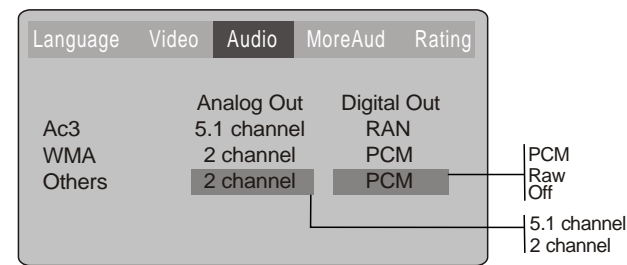 Language Video Audio MoreAud Rating
Analog Out Digital Out
Ac3 5.1 channel RAN
WMA 2 channel PCM
Others 2 channel PCM
PCM
Raw
Off
5.1 channel
2 channel